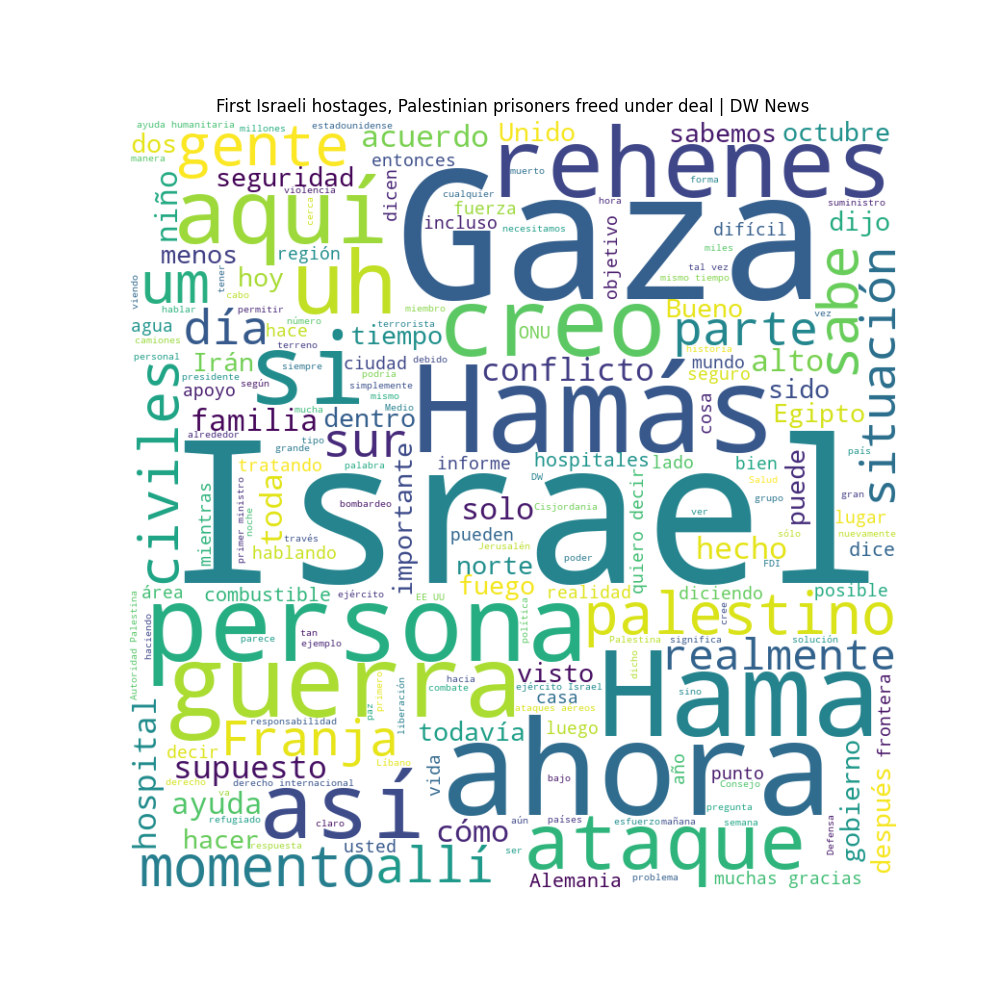 First Israeli hostages, Palestinian prisoners freed under deal | DW News
ayuda humanitaria
millones
estadounidense
manera
dos
gente
acuerdo
Unido
sabemos
octubre
entonces
muerto
forma
rehenes
seguridad
violencia
dicen
cualquier
hora
suministro
niño
aquí
cerca
fuerza
incluso
necesitamos
Gaza
objetivo
difícil
dijo
menos
región
miles
tal vez
mismo tiempo
sabe
situación
viendo
um
tener
hoy
uh
hablar
cabo
permitir
miembro
creo
ONU
Bueno
parte
vez
agua
camiones
día
hace
número
terrorista
tiempo
terreno
siempre
debido
historia
personal
Irán
si
ciudad
conflicto
mundo
seguro
alto
presidente
apoyo
según
podría
simplemente
mismo
Hamás
cosa
sido
civiles
familia
mucha
dentro
Medio
Egipto
alrededor
sur
tipo
grande
país
tratando
palabra
importante
informe
hospitales
lado
bien
puede
DW
Salud
mientras
primer ministro
toda
Israel
bombardeo
solo
Cisjordania
quiero decir
ver
grupo
gran
lugar
noche
través
hablando
pueden
Jerusalén
hecho
sólo
nuevamente
dice
norte
poder
FDI
área
combustible
ejército
EE UU
fuego
realidad
diciendo
posible
Autoridad Palestina
haciendo
persona
tan
ejemplo
parece
política
palestino
cree
Palestina
significa
solución
guerra
hacia
combate
visto
ejército Israel
casa
dicho
realmente
sino
Hama
frontera
hospital
primero
paz
liberación
ataques aéreos
responsabilidad
Franja
todavía
luego
decir
supuesto
Líbano
ahora
vida
bajo
año
punto
Consejo
gobierno
después
derecho
derecho internacional
va
ayuda
refugiado
así
claro
cómo
aún
países
pregunta
esfuerzo
mañana
semana
Defensa
hacer
respuesta
usted
ser
ataque
momento
allí
Alemania
problema
muchas gracias